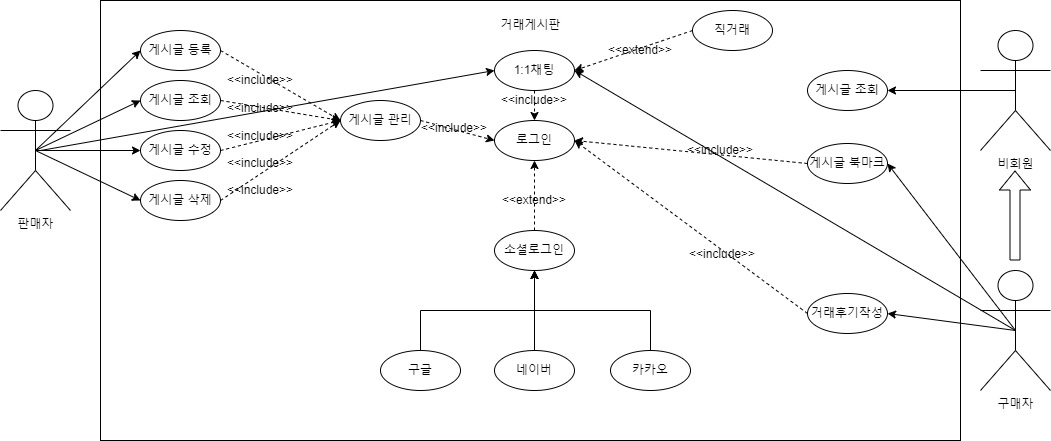 거래게시판
직거래
게시글 등록
<<extend>>
1:1채팅
<<include>>
게시글 조회
<<include>>
<<include>>
게시글 조회
게시글 관리
<<include>>
로그인
<<include>>
게시글 수정
<<include>>
게시글 북마크
비회원
<<include>>
게시글 삭제
<<extend>>
판매자
소셜로그인
<<include>>
거래후기작성
구글
네이버
카카오
구매자